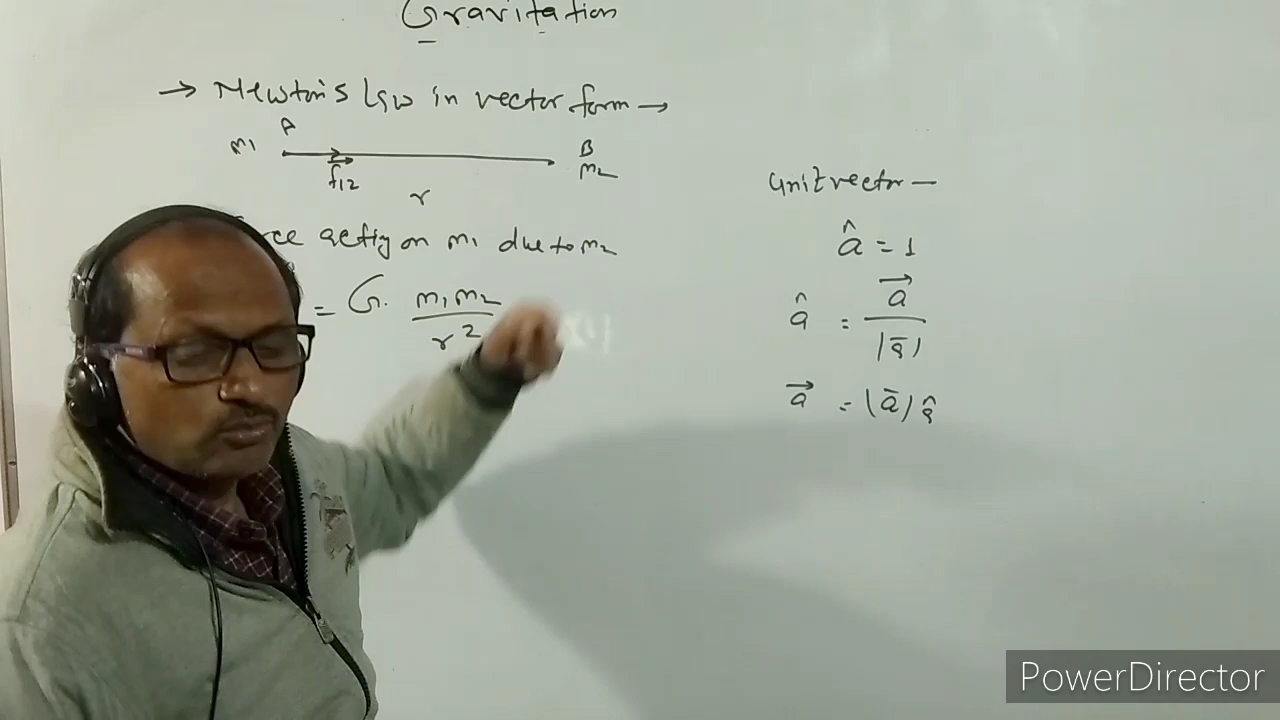 Gravitation
→ Newton's law in vector form →
A
m1 B
f12 m2
r
acting on m1 due to m2
= G. m1m2
r2
unit vector —
â = 1
â = a⃗
|ā|
a⃗ = |ā| â
PowerDirector